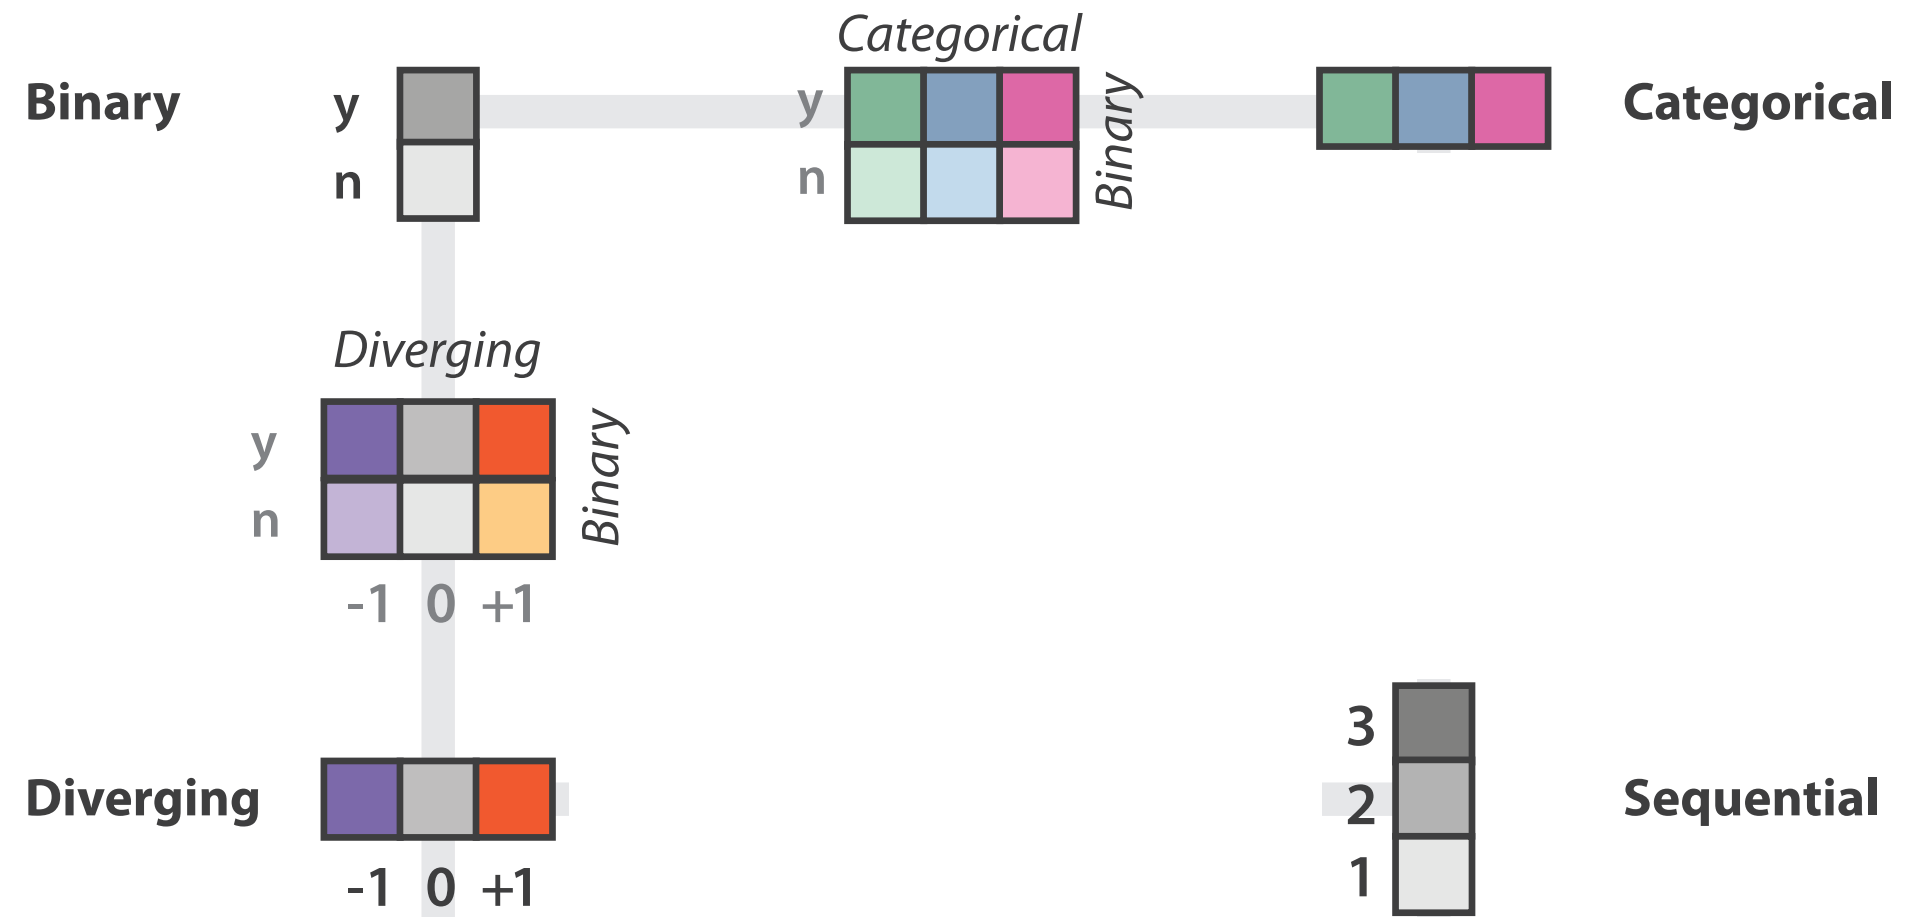 Categorical
Binary
y
y
Binary
Categorical
n
n
Diverging
y
Binary
n
-1 0 +1
3
Diverging
2
Sequential
1
-1 0 +1